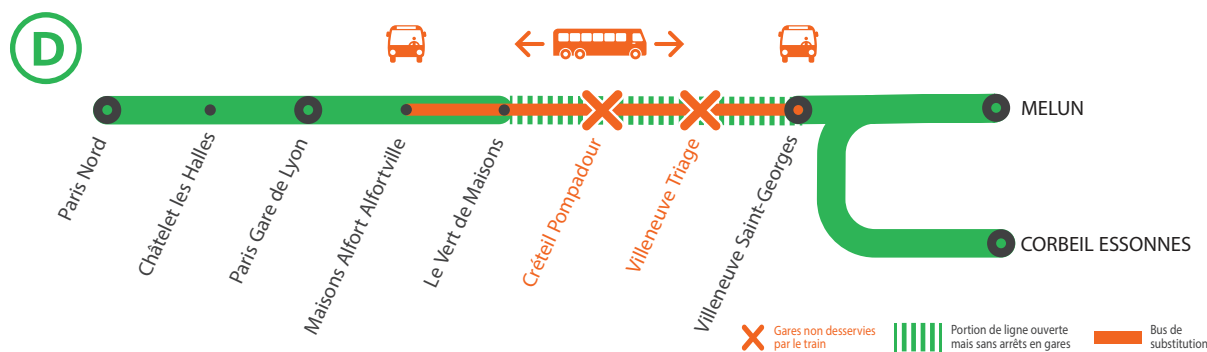 D
Paris Nord
Châtelet les Halles
Paris Gare de Lyon
Maisons Alfort Alfortville
Le Vert de Maisons
Créteil Pompadour
Villeneuve Triage
Villeneuve Saint-Georges
MELUN
CORBEIL ESSONNES
Gares non desservies
par le train
Portion de ligne ouverte
mais sans arrêts en gares
Bus de
substitution